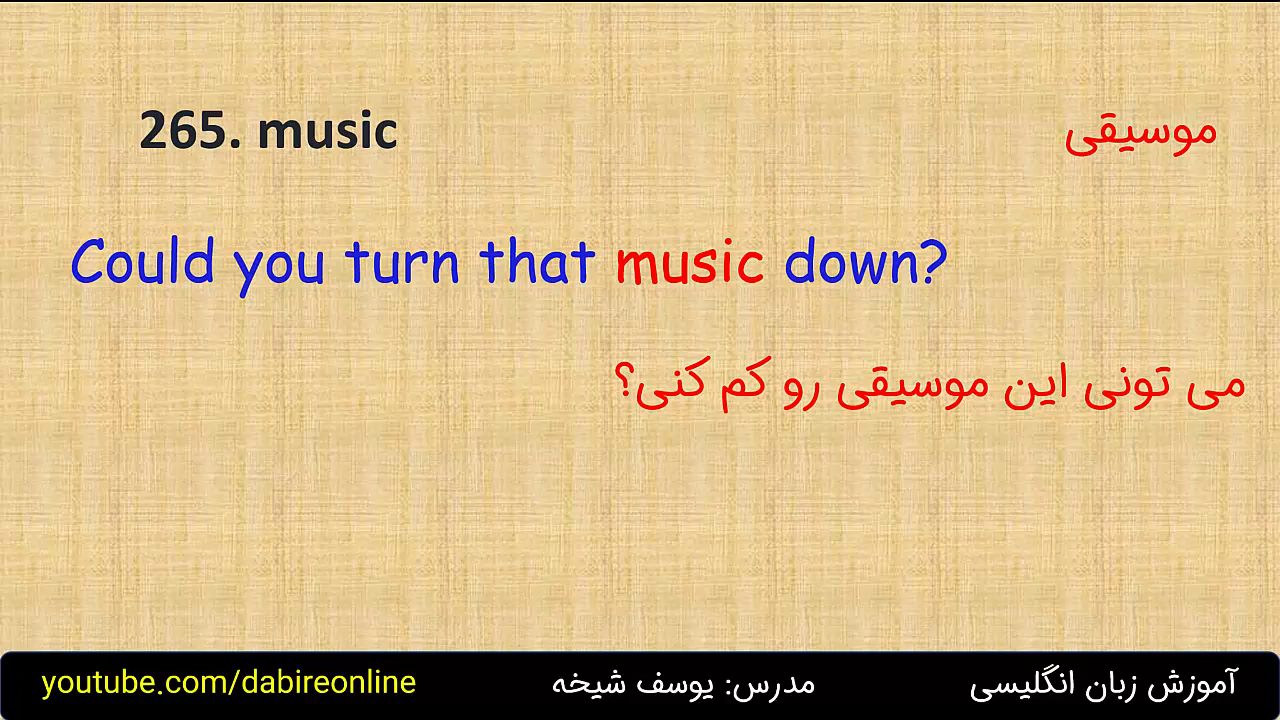 265. music
موسیقی
Could you turn that music down?
می تونی این موسیقی رو کم کنی؟
youtube.com/dabireonline
مدرس: یوسف شیخه
آموزش زبان انگلیسی